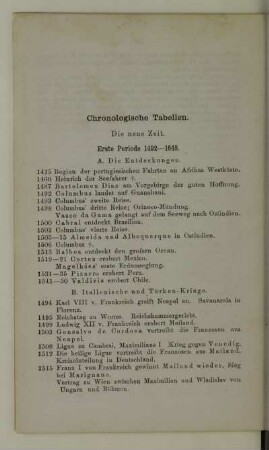 Chronologische Tabellen.
Die neue Zeit.
Erste Periode 1492—1648.
A. Die Entdeckungen.
1415 Beginn der portugiesischen Fahrten an Afrikas Westküste.
1460 Heinrich der Seefahrer †.
1487 Bartolomeu Dias am Vorgebirge der guten Hoffnung.
1492 Columbus landet auf Guanahani.
1493 Columbus' zweite Reise.
1498 Columbus' dritte Reise; Orinoco-Mündung.
Vasco da Gama gelangt auf dem Seeweg nach Ostindien.
1500 Cabral entdeckt Brasilien.
1502 Columbus' vierte Reise.
1505—15 Almeida und Albuquerque in Ostindien.
1506 Columbus †.
1513 Balboa entdeckt den großen Ozean.
1519—21 Cortez erobert Mexico.
Magelhães' erste Erdumseglung.
1531—35 Pizarro erobert Peru.
1541—50 Valdivia erobert Chile.
B. Italienische und Türken-Kriege.
1494 Karl VIII v. Frankreich greift Neapel an. Savanarola in
Florenz.
1495 Reichstag zu Worms. Reichskammergericht.
1499 Ludwig XII v. Frankreich erobert Mailand.
1503 Gonsalvo de Cordova vertreibt die Franzosen aus
Neapel.
1508 Ligue zu Cambrai, Maximilians I Krieg gegen Venedig.
1512 Die heilige Ligue vertreibt die Franzosen aus Mailand.
Kreiseinteilung in Deutschland.
1515 Franz I von Frankreich gewinnt Mailand wieder, Sieg
bei Marignano.
Vertrag zu Wien zwischen Maximilian und Wladislav von
Ungarn und Böhmen.